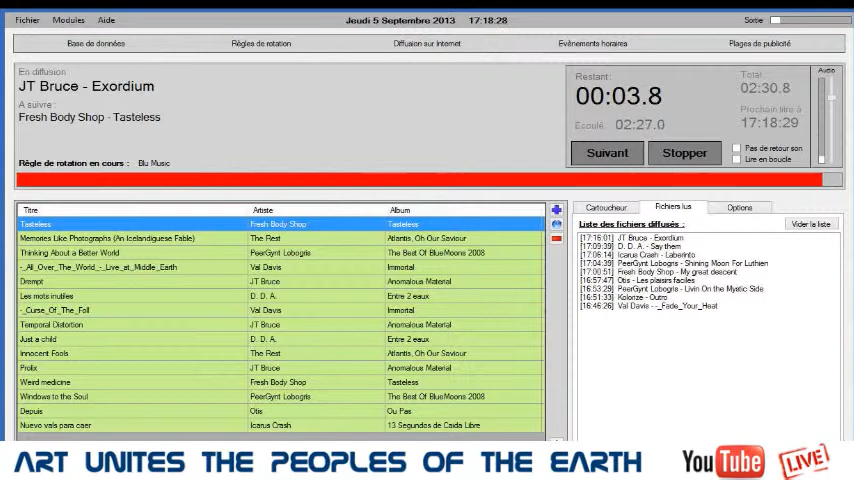 Fichier Modules Aide Jeudi 5 Septembre 2013 17:18:28 Sortie
Base de données Règles de rotation Diffusion sur Internet Evènements horaires Plages de publicité
En diffusion
JT Bruce - Exordium
A suivre :
Fresh Body Shop - Tasteless
Règle de rotation en cours : Blu Music
Restant :
00:03.8
Ecoulé : 02:27.0
Total :
02:30.8
Prochain titre à
17:18:29
Suivant Stopper
Pas de retour son
Lire en boucle
Audio
Titre Artiste Album
Tasteless Fresh Body Shop Tasteless
Memories Like Photographs (An Icelandiguese Fable) The Rest Atlantis, Oh Our Saviour
Thinking About a Better World PeerGynt Lobogris The Best Of BlueMoons 2008
-_All_Over_The_World_-_Live_at_Middle_Earth Val Davis Immortal
Drempt JT Bruce Anomalous Material
Les mots inutiles D. D. A. Entre 2 eaux
-_Curse_Of_The_Foll Val Davis Immortal
Temporal Distortion JT Bruce Anomalous Material
Just a child D. D. A. Entre 2 eaux
Innocent Fools The Rest Atlantis, Oh Our Saviour
Prolix JT Bruce Anomalous Material
Weird medicine Fresh Body Shop Tasteless
Windows to the Soul PeerGynt Lobogris The Best Of BlueMoons 2008
Depuis Otis Ou Pas
Nuevo vals para caer Icarus Crash 13 Segundos de Caida Libre
Cartoucheur Fichiers lus Options
Liste des fichiers diffusés : Vider la liste
[17:16:01] JT Bruce - Exordium
[17:09:39] D. D. A. - Say them
[17:06:14] Icarus Crash - Laberinto
[17:04:39] PeerGynt Lobogris - Shining Moon For Luthien
[17:00:51] Fresh Body Shop - My great descent
[16:57:47] Otis - Les plaisirs faciles
[16:53:29] PeerGynt Lobogris - Livin On the Mystic Side
[16:51:33] Kolorize - Outro
[16:46:26] Val Davis - -_Fade_Your_Heat
ART UNITES THE PEOPLES OF THE EARTH YouTube LIVE